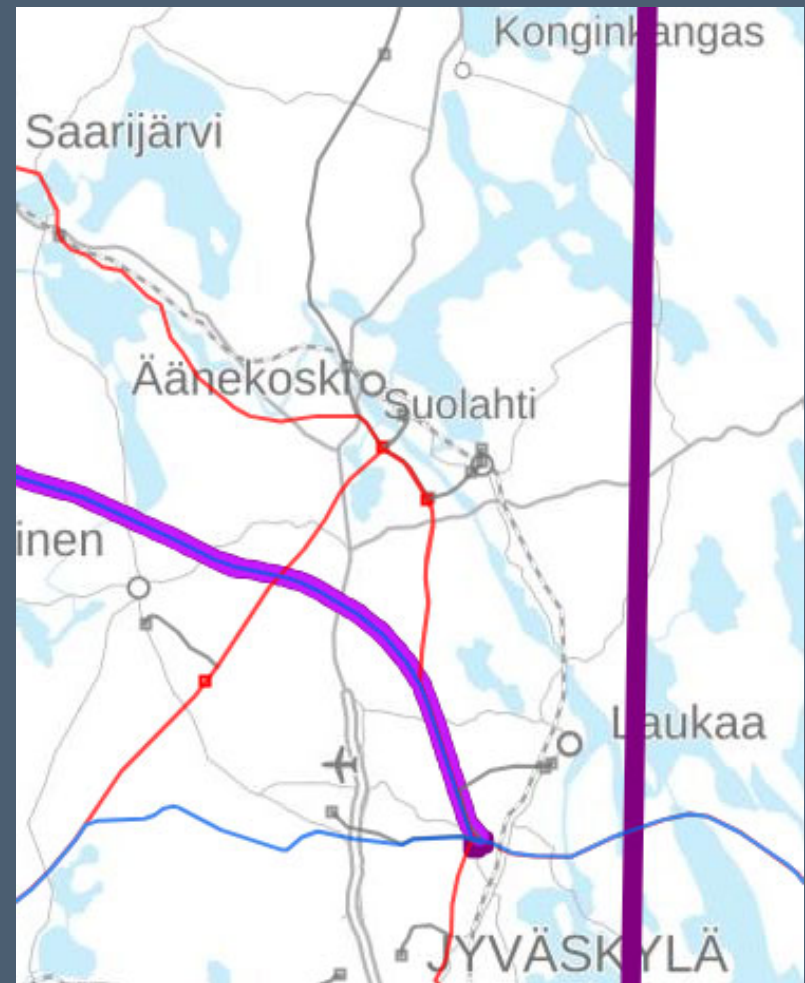 Konginkangas
Saarijärvi
Äänekoski
Suolahti
inen
Laukaa
JYVÄSKYLÄ